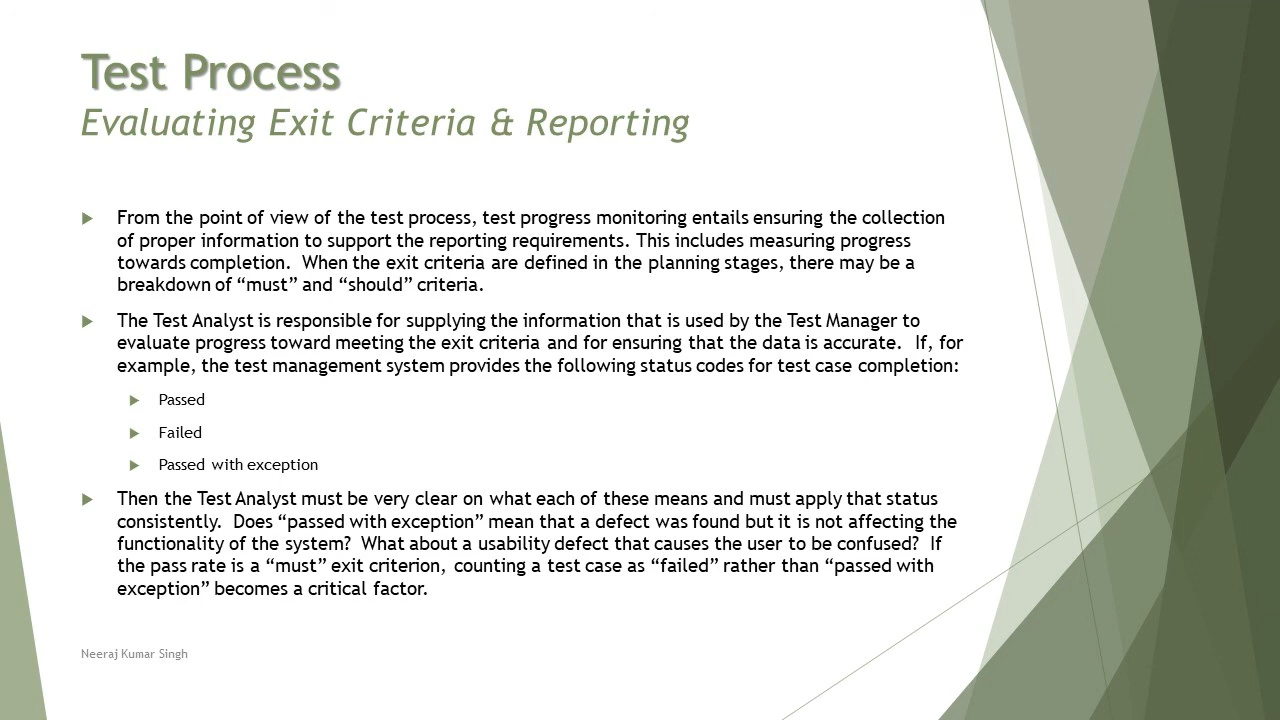 Test Process
Evaluating Exit Criteria & Reporting
From the point of view of the test process, test progress monitoring entails ensuring the collection
of proper information to support the reporting requirements. This includes measuring progress
towards completion.  When the exit criteria are defined in the planning stages, there may be a
breakdown of “must” and “should” criteria.
The Test Analyst is responsible for supplying the information that is used by the Test Manager to
evaluate progress toward meeting the exit criteria and for ensuring that the data is accurate.  If, for
example, the test management system provides the following status codes for test case completion:
Passed
Failed
Passed with exception
Then the Test Analyst must be very clear on what each of these means and must apply that status
consistently.  Does “passed with exception” mean that a defect was found but it is not affecting the
functionality of the system?  What about a usability defect that causes the user to be confused?  If
the pass rate is a “must” exit criterion, counting a test case as “failed” rather than “passed with
exception” becomes a critical factor.
Neeraj Kumar Singh